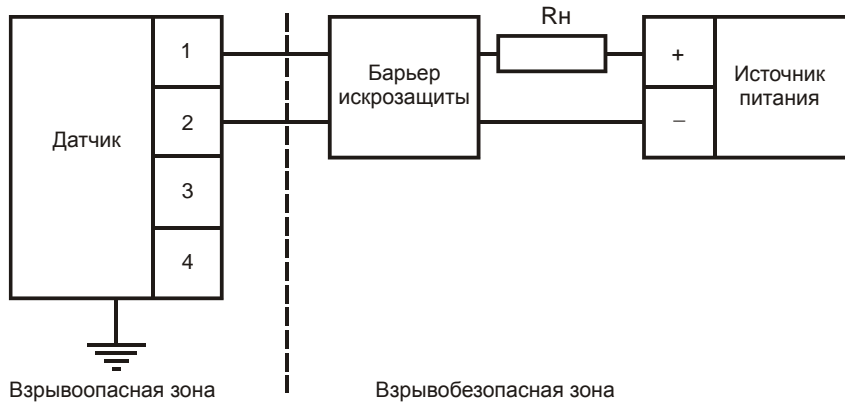 Rн
1
Барьер
искрозащиты
+
Источник
питания
Датчик
2
–
3
4
Взрывоопасная зона
Взрывобезопасная зона